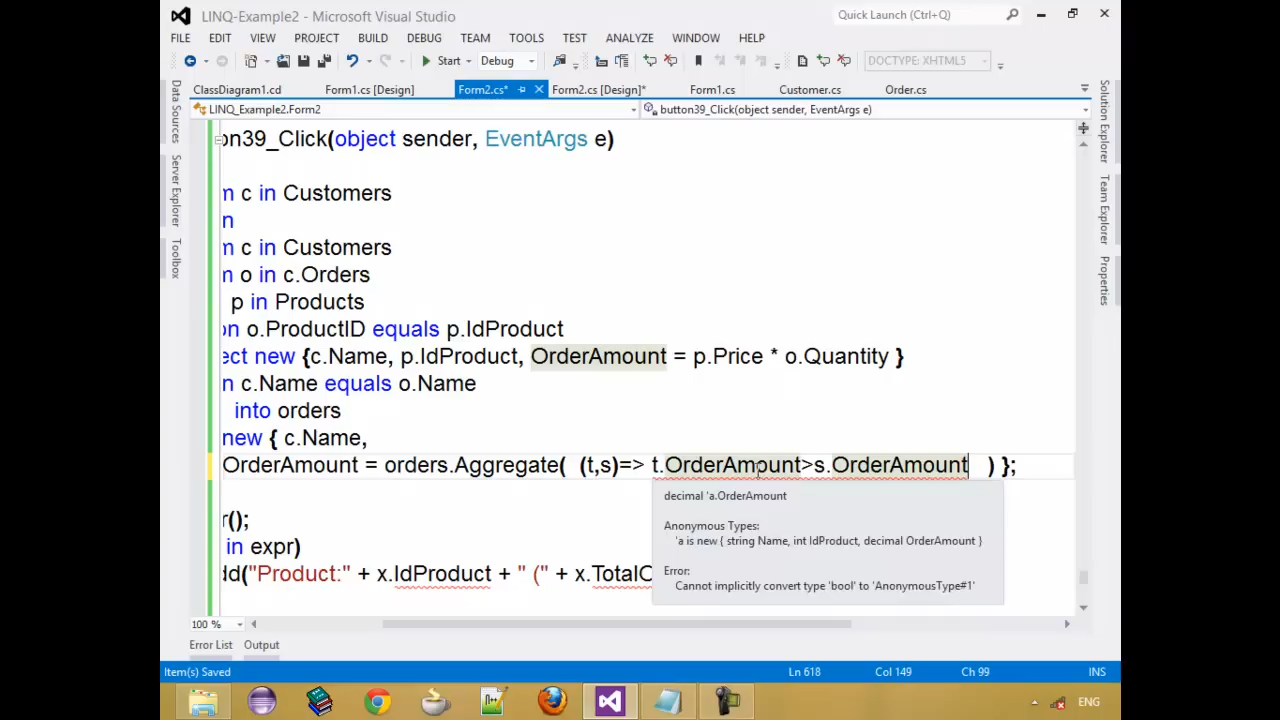 LINQ-Example2 - Microsoft Visual Studio
Quick Launch (Ctrl+Q)
FILE EDIT VIEW PROJECT BUILD DEBUG TEAM TOOLS TEST ANALYZE WINDOW HELP
Start Debug DOCTYPE: XHTML5
ClassDiagram1.cd Form1.cs [Design] Form2.cs* Form2.cs [Design]* Form1.cs Customer.cs Order.cs
LINQ_Example2.Form2 button39_Click(object sender, EventArgs e)
Data Sources
Server Explorer
Toolbox
Solution Explorer
Team Explorer
Properties
on39_Click(object sender, EventArgs e)
m c in Customers
n
m c in Customers
m o in c.Orders
p in Products
on o.ProductID equals p.IdProduct
ect new {c.Name, p.IdProduct, OrderAmount = p.Price * o.Quantity }
n c.Name equals o.Name
into orders
new { c.Name,
OrderAmount = orders.Aggregate( (t,s)=> t.OrderAmount>s.OrderAmount ) };
decimal 'a.OrderAmount
Anonymous Types:
'a is new { string Name, int IdProduct, decimal OrderAmount }
Error:
Cannot implicitly convert type 'bool' to 'AnonymousType#1'
r();
in expr)
dd("Product:" + x.IdProduct + " (" + x.TotalO
100 %
Error List Output
Item(s) Saved Ln 618 Col 149 Ch 99 INS
ENG